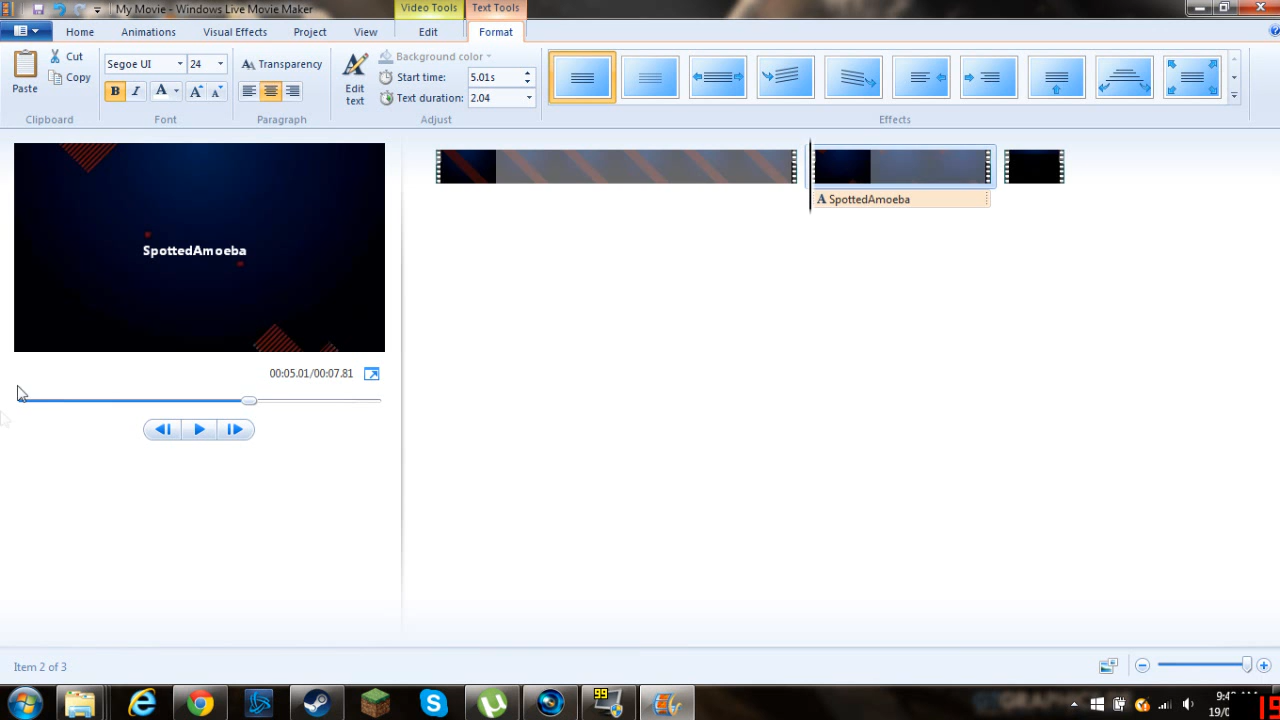 My Movie - Windows Live Movie Maker
Video Tools
Text Tools
Home
Animations
Visual Effects
Project
View
Edit
Format
Paste
Cut
Copy
Clipboard
Segoe UI
24
B I A A A
Font
Transparency
Paragraph
Edit text
Background color
Start time: 5.01s
Text duration: 2.04
Adjust
Effects
SpottedAmoeba
A SpottedAmoeba
00:05.01/00:07.81
Item 2 of 3
99